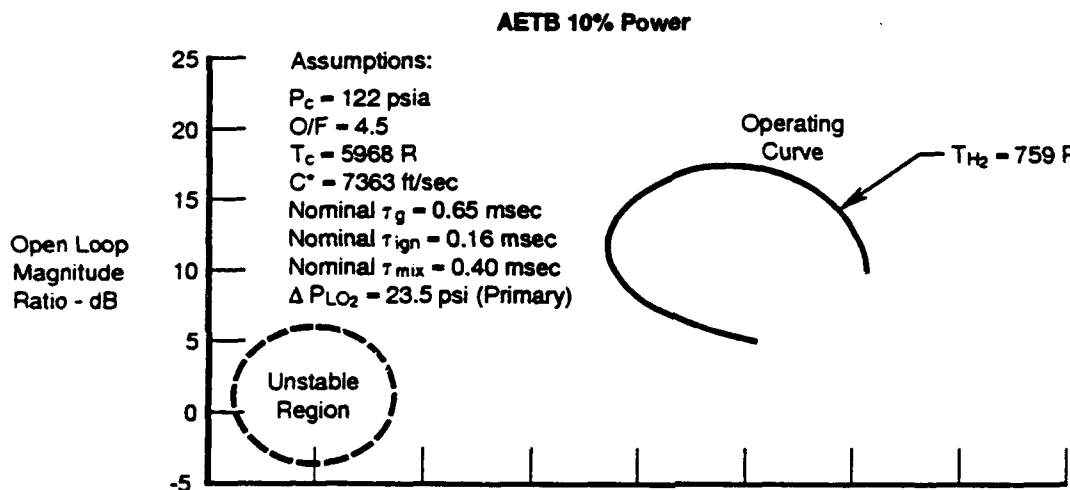 AETB 10% Power
25
20
15
10
5
0
-5
Open Loop
Magnitude
Ratio - dB
Assumptions:
Pc = 122 psia
O/F = 4.5
Tc = 5968 R
C* = 7363 ft/sec
Nominal τg = 0.65 msec
Nominal τign = 0.16 msec
Nominal τmix = 0.40 msec
Δ PLO2 = 23.5 psi (Primary)
Operating
Curve
TH2 = 759 R
Unstable
Region